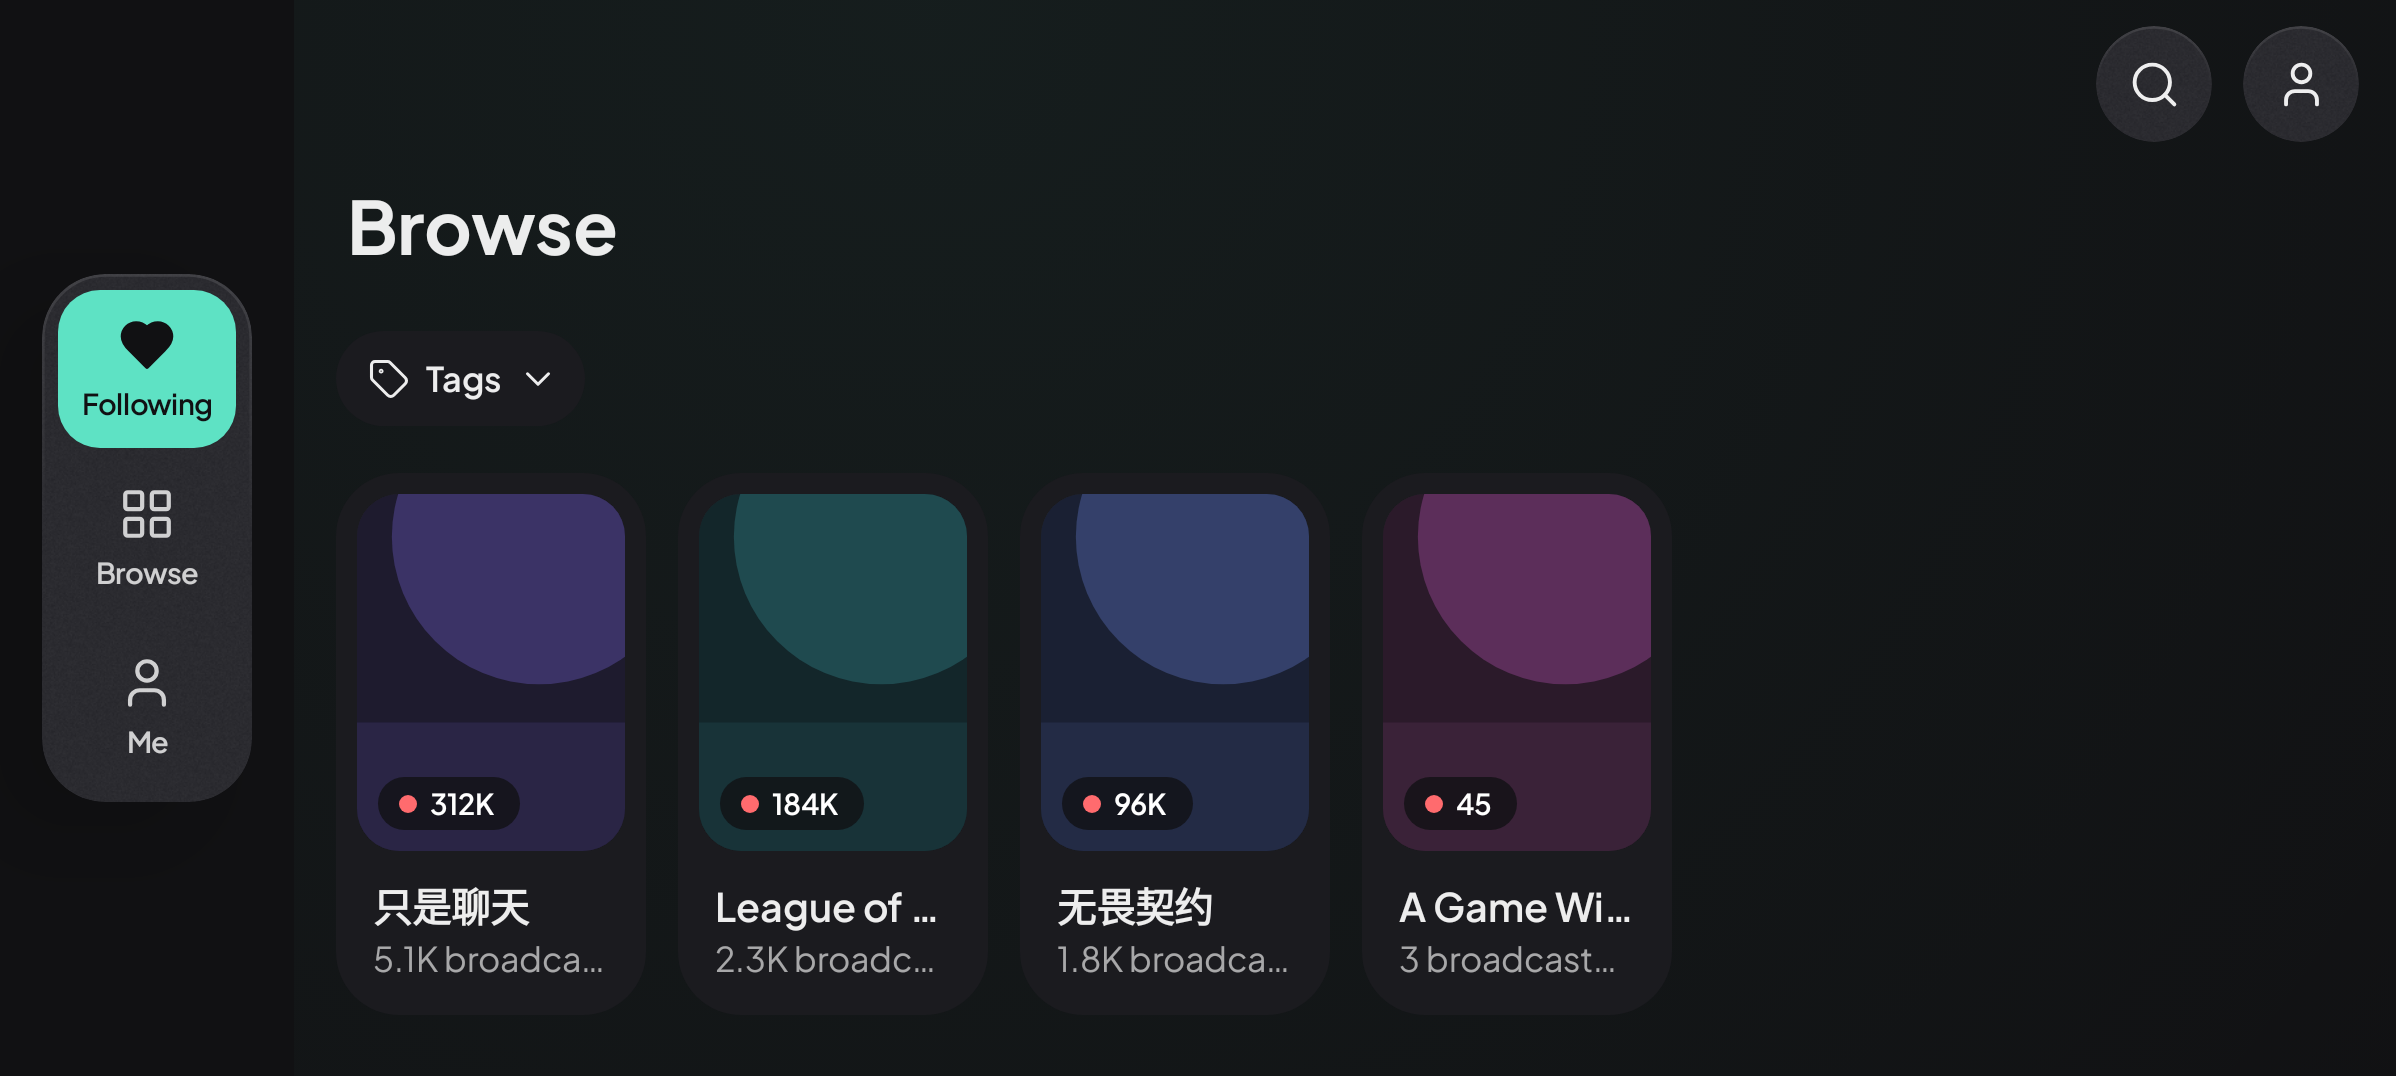 Browse
Following
Browse
Me
Tags
312K
184K
96K
45
只是聊天
5.1K broadca...
League of ...
2.3K broadc...
无畏契约
1.8K broadca...
A Game Wi...
3 broadcast...